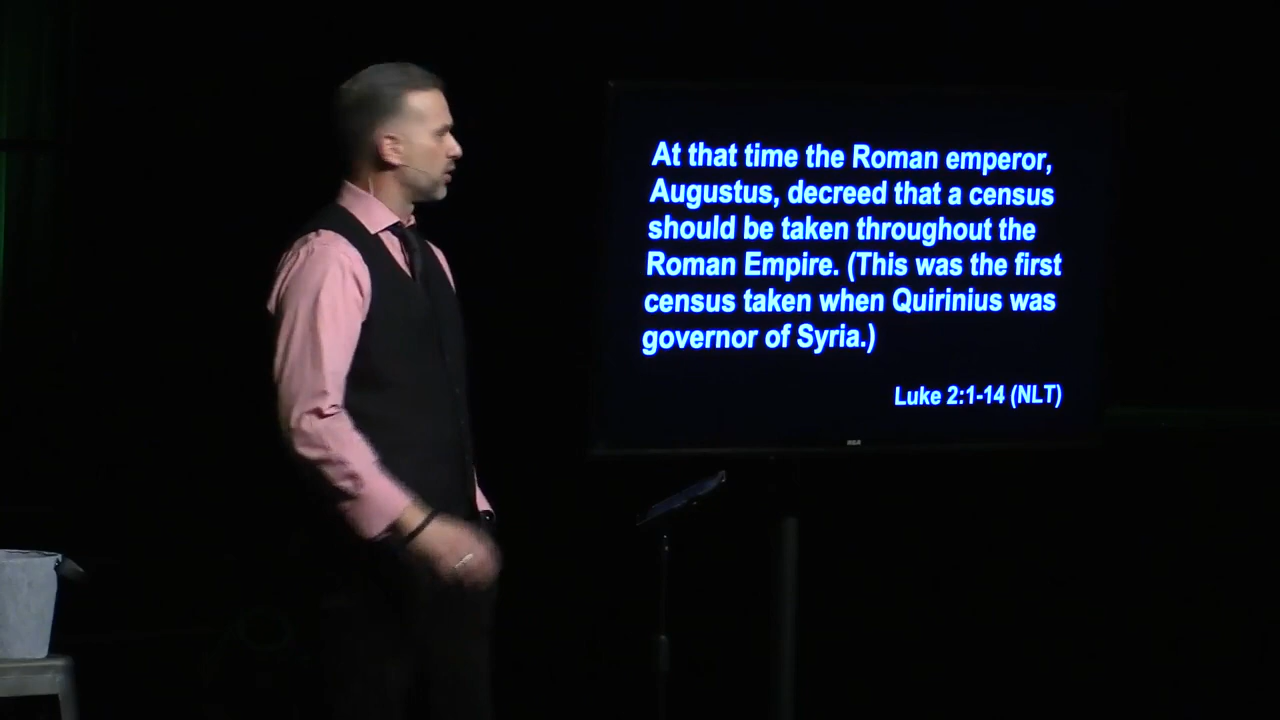 At that time the Roman emperor,
Augustus, decreed that a census
should be taken throughout the
Roman Empire. (This was the first
census taken when Quirinius was
governor of Syria.)
Luke 2:1-14 (NLT)
RCA